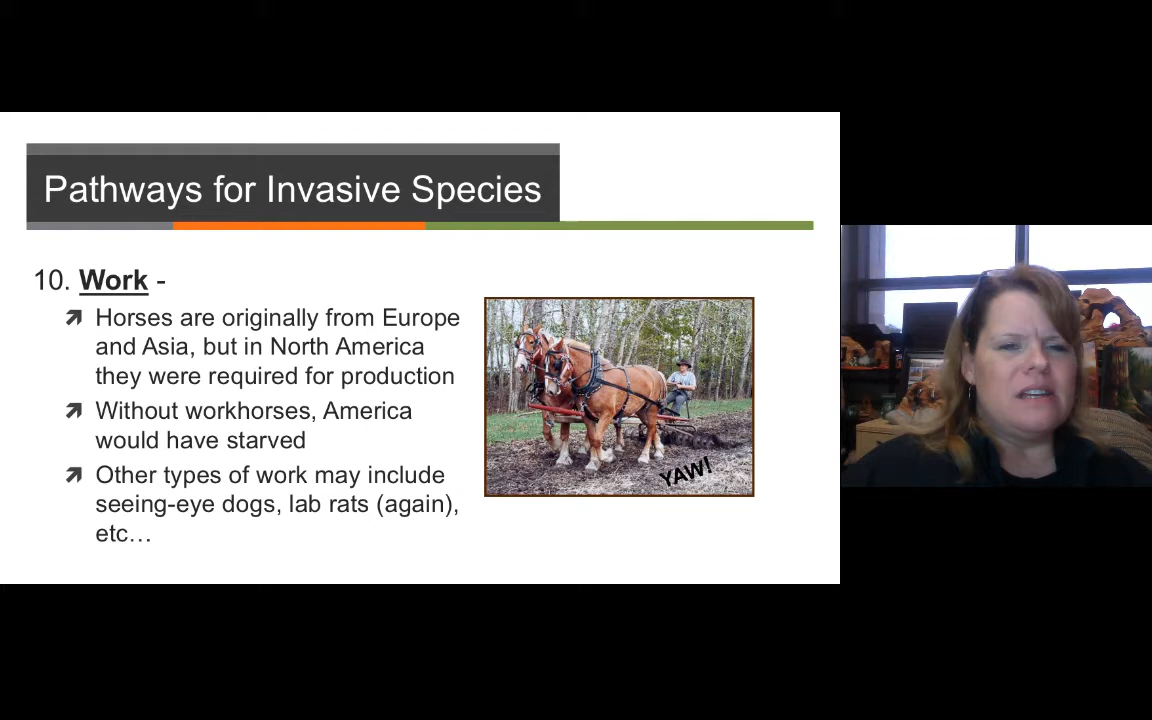 Pathways for Invasive Species
10. Work -
Horses are originally from Europe
and Asia, but in North America
they were required for production
Without workhorses, America
would have starved
Other types of work may include
seeing-eye dogs, lab rats (again),
etc…
YAW!